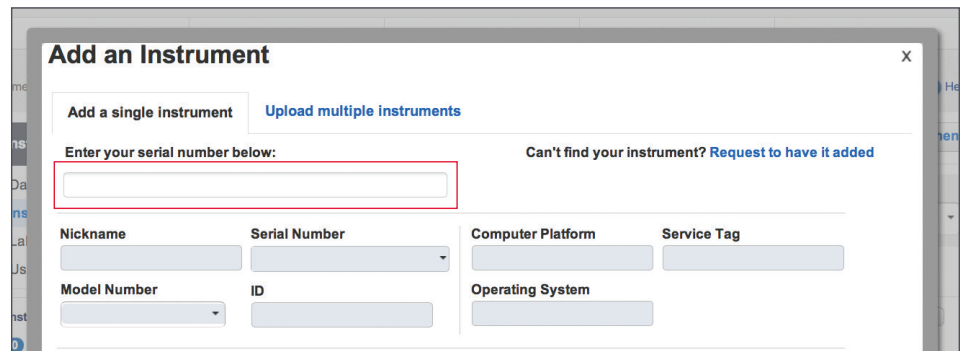 Add an Instrument
X
Add a single instrument
Upload multiple instruments
Enter your serial number below:
Can't find your instrument? Request to have it added
Nickname
Serial Number
Computer Platform
Service Tag
Model Number
ID
Operating System